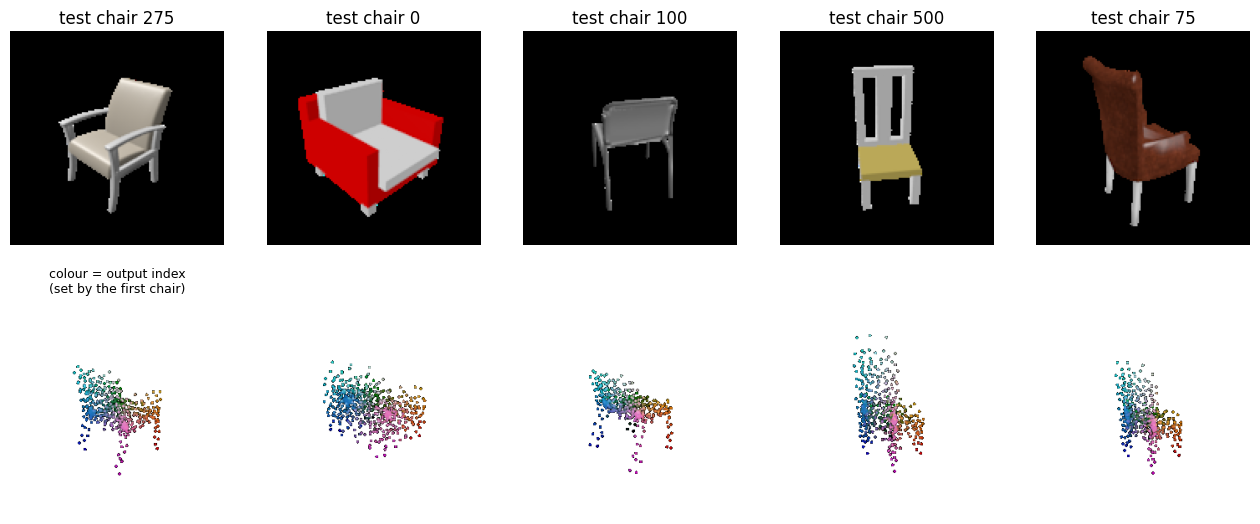 test chair 275
test chair 0
test chair 100
test chair 500
test chair 75
colour = output index
(set by the first chair)